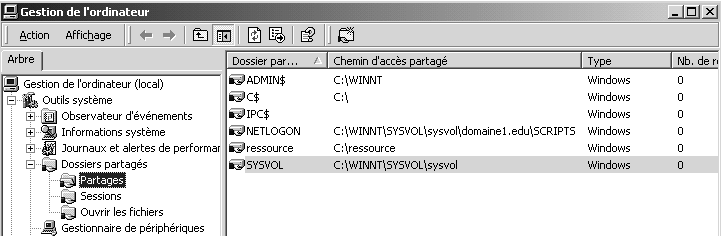 Gestion de l'ordinateur
Action Affichage
Arbre
Gestion de l'ordinateur (local)
Outils système
Observateur d'événements
Informations système
Journaux et alertes de performar
Dossiers partagés
Partages
Sessions
Ouvrir les fichiers
Gestionnaire de périphériques
Dossier par... Chemin d'accès partagé Type Nb. de r
ADMIN$ C:\WINNT Windows 0
C$ C:\ Windows 0
IPC$ Windows 0
NETLOGON C:\WINNT\SYSVOL\sysvol\domaine1.edu\SCRIPTS Windows 0
ressource C:\ressource Windows 0
SYSVOL C:\WINNT\SYSVOL\sysvol Windows 0